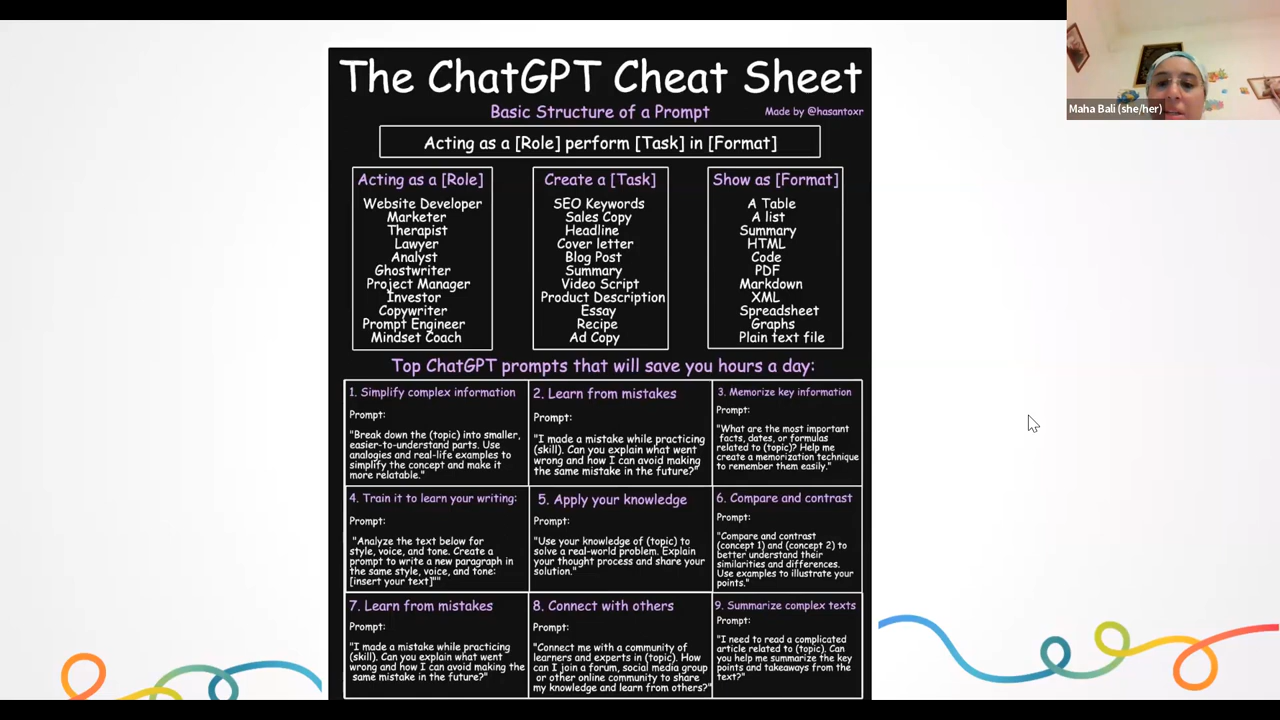 The ChatGPT Cheat Sheet
Basic Structure of a Prompt
Made by @hasantoxr
Acting as a [Role] perform [Task] in [Format]
Acting as a [Role]
Website Developer
Marketer
Therapist
Lawyer
Analyst
Ghostwriter
Project Manager
Investor
Copywriter
Prompt Engineer
Mindset Coach
Create a [Task]
SEO Keywords
Sales Copy
Headline
Cover letter
Blog Post
Summary
Video Script
Product Description
Essay
Recipe
Ad Copy
Show as [Format]
A Table
A list
Summary
HTML
Code
PDF
Markdown
XML
Spreadsheet
Graphs
Plain text file
Top ChatGPT prompts that will save you hours a day:
1. Simplify complex information
Prompt:
"Break down the (topic) into smaller,
easier-to-understand parts. Use
analogies and real-life examples to
simplify the concept and make it
more relatable."
2. Learn from mistakes
Prompt:
"I made a mistake while practicing
(skill). Can you explain what went
wrong and how I can avoid making
the same mistake in the future?"
3. Memorize key information
Prompt:
"What are the most important
facts, dates, or formulas
related to (topic)? Help me
create a memorization technique
to remember them easily."
4. Train it to learn your writing:
Prompt:
"Analyze the text below for
style, voice, and tone. Create a
prompt to write a new paragraph in
the same style, voice, and tone:
[insert your text]""
5. Apply your knowledge
Prompt:
"Use your knowledge of (topic) to
solve a real-world problem. Explain
your thought process and share your
solution."
6. Compare and contrast
Prompt:
"Compare and contrast
(concept 1) and (concept 2) to
better understand their
similarities and differences.
Use examples to illustrate your
points."
7. Learn from mistakes
Prompt:
"I made a mistake while practicing
(skill). Can you explain what went
wrong and how I can avoid making the
same mistake in the future?"
8. Connect with others
Prompt:
"Connect me with a community of
learners and experts in (topic). How
can I join a forum, social media group
or other online community to share
my knowledge and learn from others?"
9. Summarize complex texts
Prompt:
"I need to read a complicated
article related to (topic). Can
you help me summarize the key
points and takeaways from the
text?"
Maha Bali (she/her)